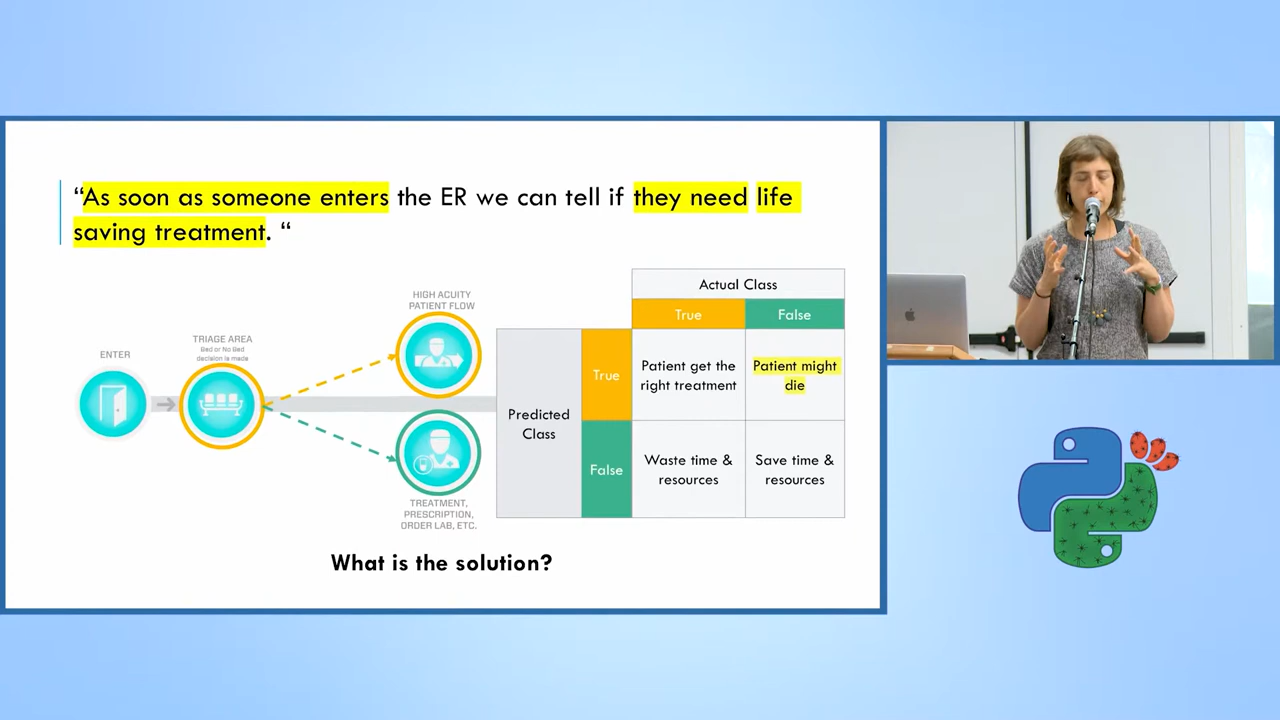 “As soon as someone enters the ER we can tell if they need life
saving treatment. “
ENTER
TRIAGE AREA
Bed or No Bed
decision is made
HIGH ACUITY
PATIENT FLOW
TREATMENT,
PRESCRIPTION,
ORDER LAB, ETC.
Actual Class
True
False
Predicted
Class
True
Patient get the
right treatment
Patient might
die
False
Waste time &
resources
Save time &
resources
What is the solution?